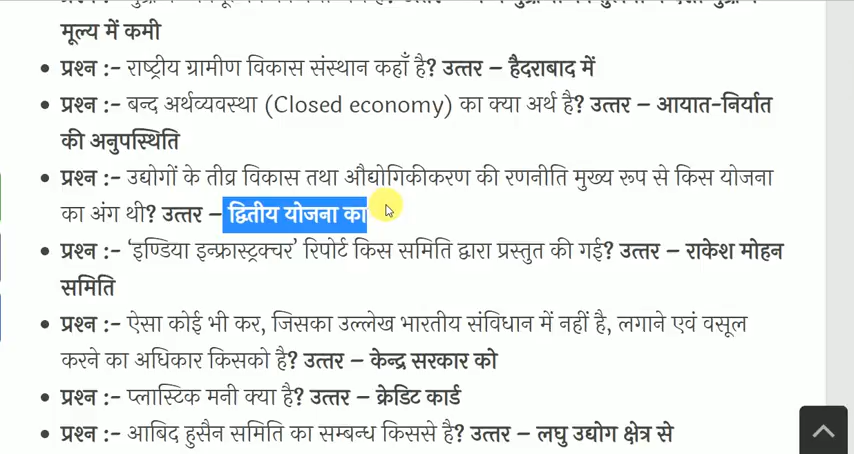 मूल्य में कमी
प्रश्न :- राष्ट्रीय ग्रामीण विकास संस्थान कहाँ है? उत्तर – हैदराबाद में
प्रश्न :- बन्द अर्थव्यवस्था (Closed economy) का क्या अर्थ है? उत्तर – आयात-निर्यात
की अनुपस्थिति
प्रश्न :- उद्योगों के तीव्र विकास तथा औद्योगिकीकरण की रणनीति मुख्य रूप से किस योजना
का अंग थी? उत्तर – द्वितीय योजना का
प्रश्न :- ‘इण्डिया इन्फ्रास्ट्रक्चर’ रिपोर्ट किस समिति द्वारा प्रस्तुत की गई? उत्तर – राकेश मोहन
समिति
प्रश्न :- ऐसा कोई भी कर, जिसका उल्लेख भारतीय संविधान में नहीं है, लगाने एवं वसूल
करने का अधिकार किसको है? उत्तर – केन्द्र सरकार को
प्रश्न :- प्लास्टिक मनी क्या है? उत्तर – क्रेडिट कार्ड
प्रश्न :- आबिद हुसैन समिति का सम्बन्ध किससे है? उत्तर – लघु उद्योग क्षेत्र से